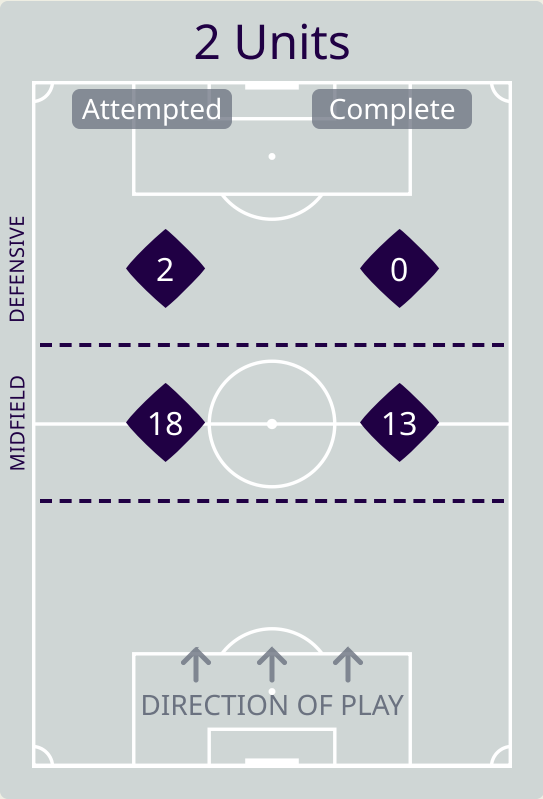 2 Units
Attempted Complete
DEFENSIVE
2 0
MIDFIELD
18 13
DIRECTION OF PLAY